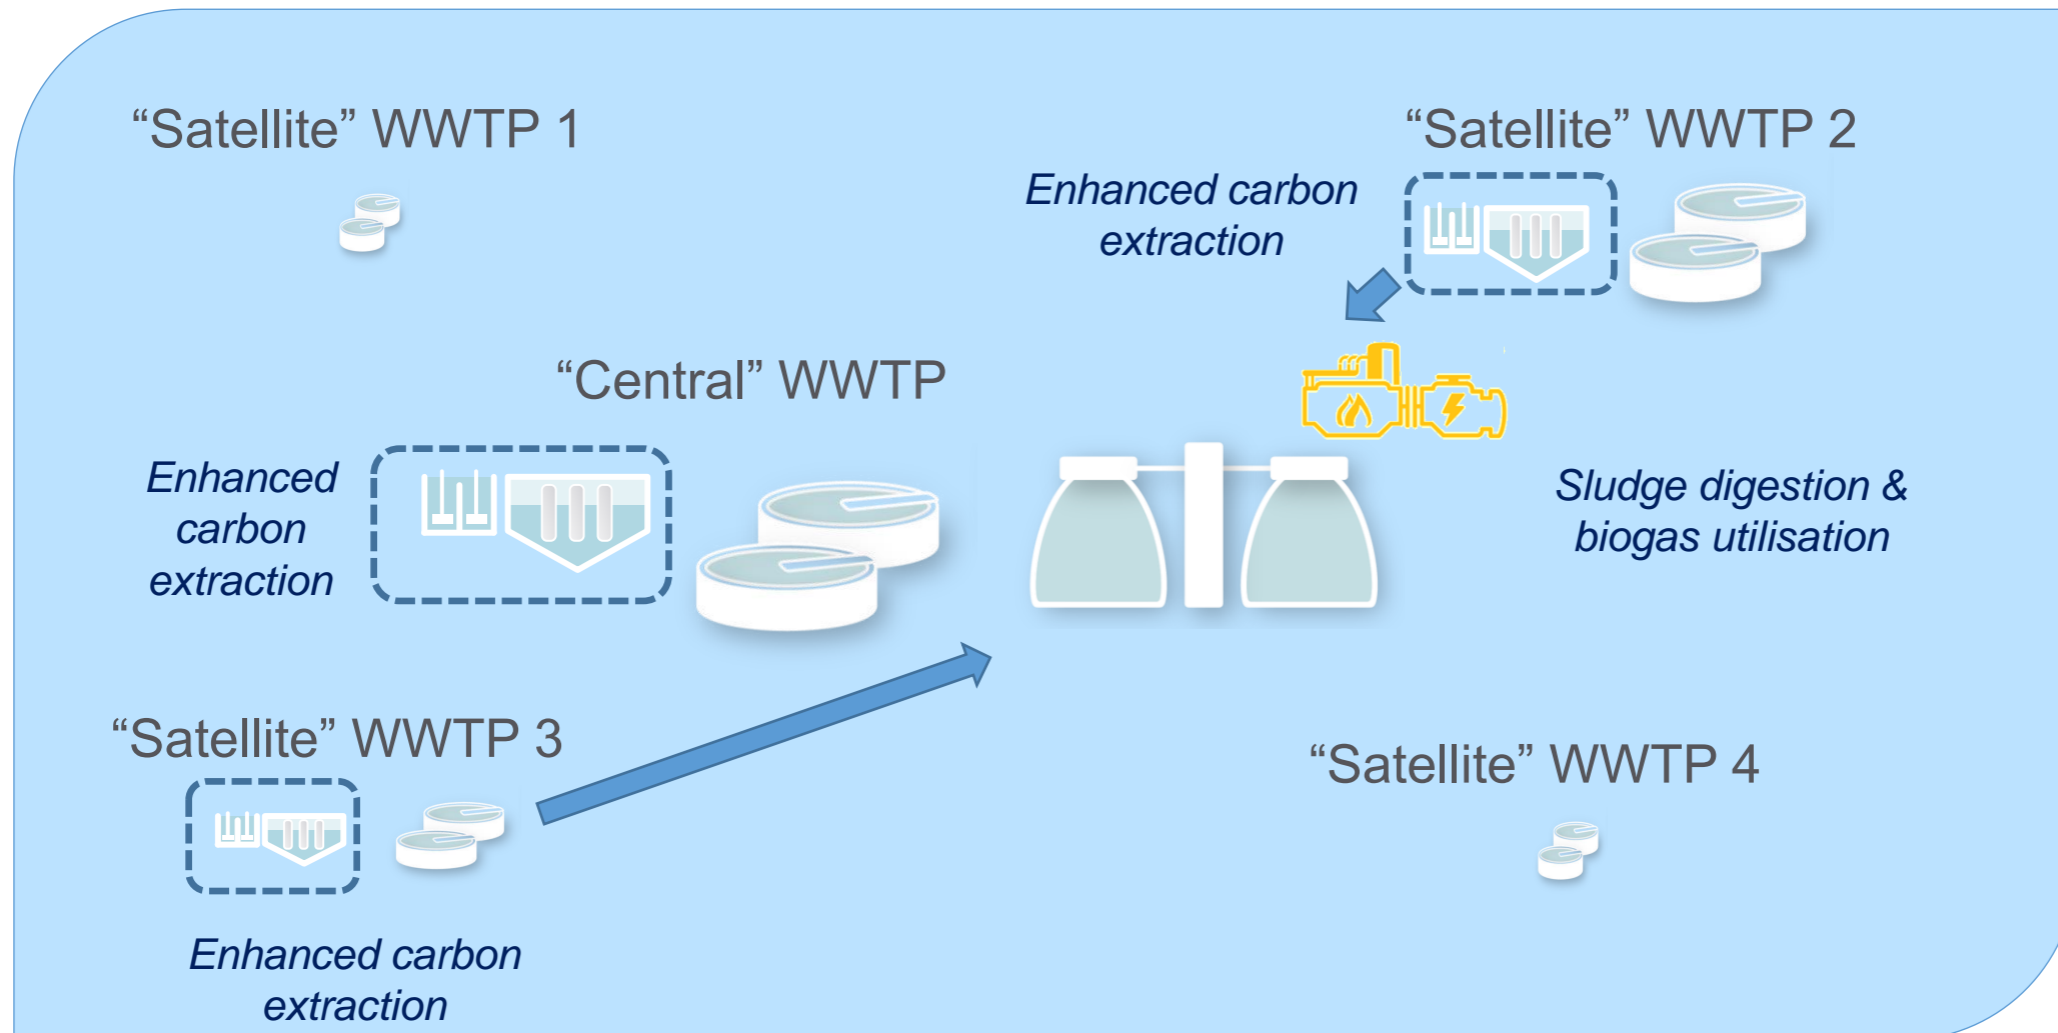 “Satellite” WWTP 1
“Satellite” WWTP 2
Enhanced carbon
extraction
“Central” WWTP
Enhanced
carbon
extraction
Sludge digestion &
biogas utilisation
“Satellite” WWTP 3
“Satellite” WWTP 4
Enhanced carbon
extraction